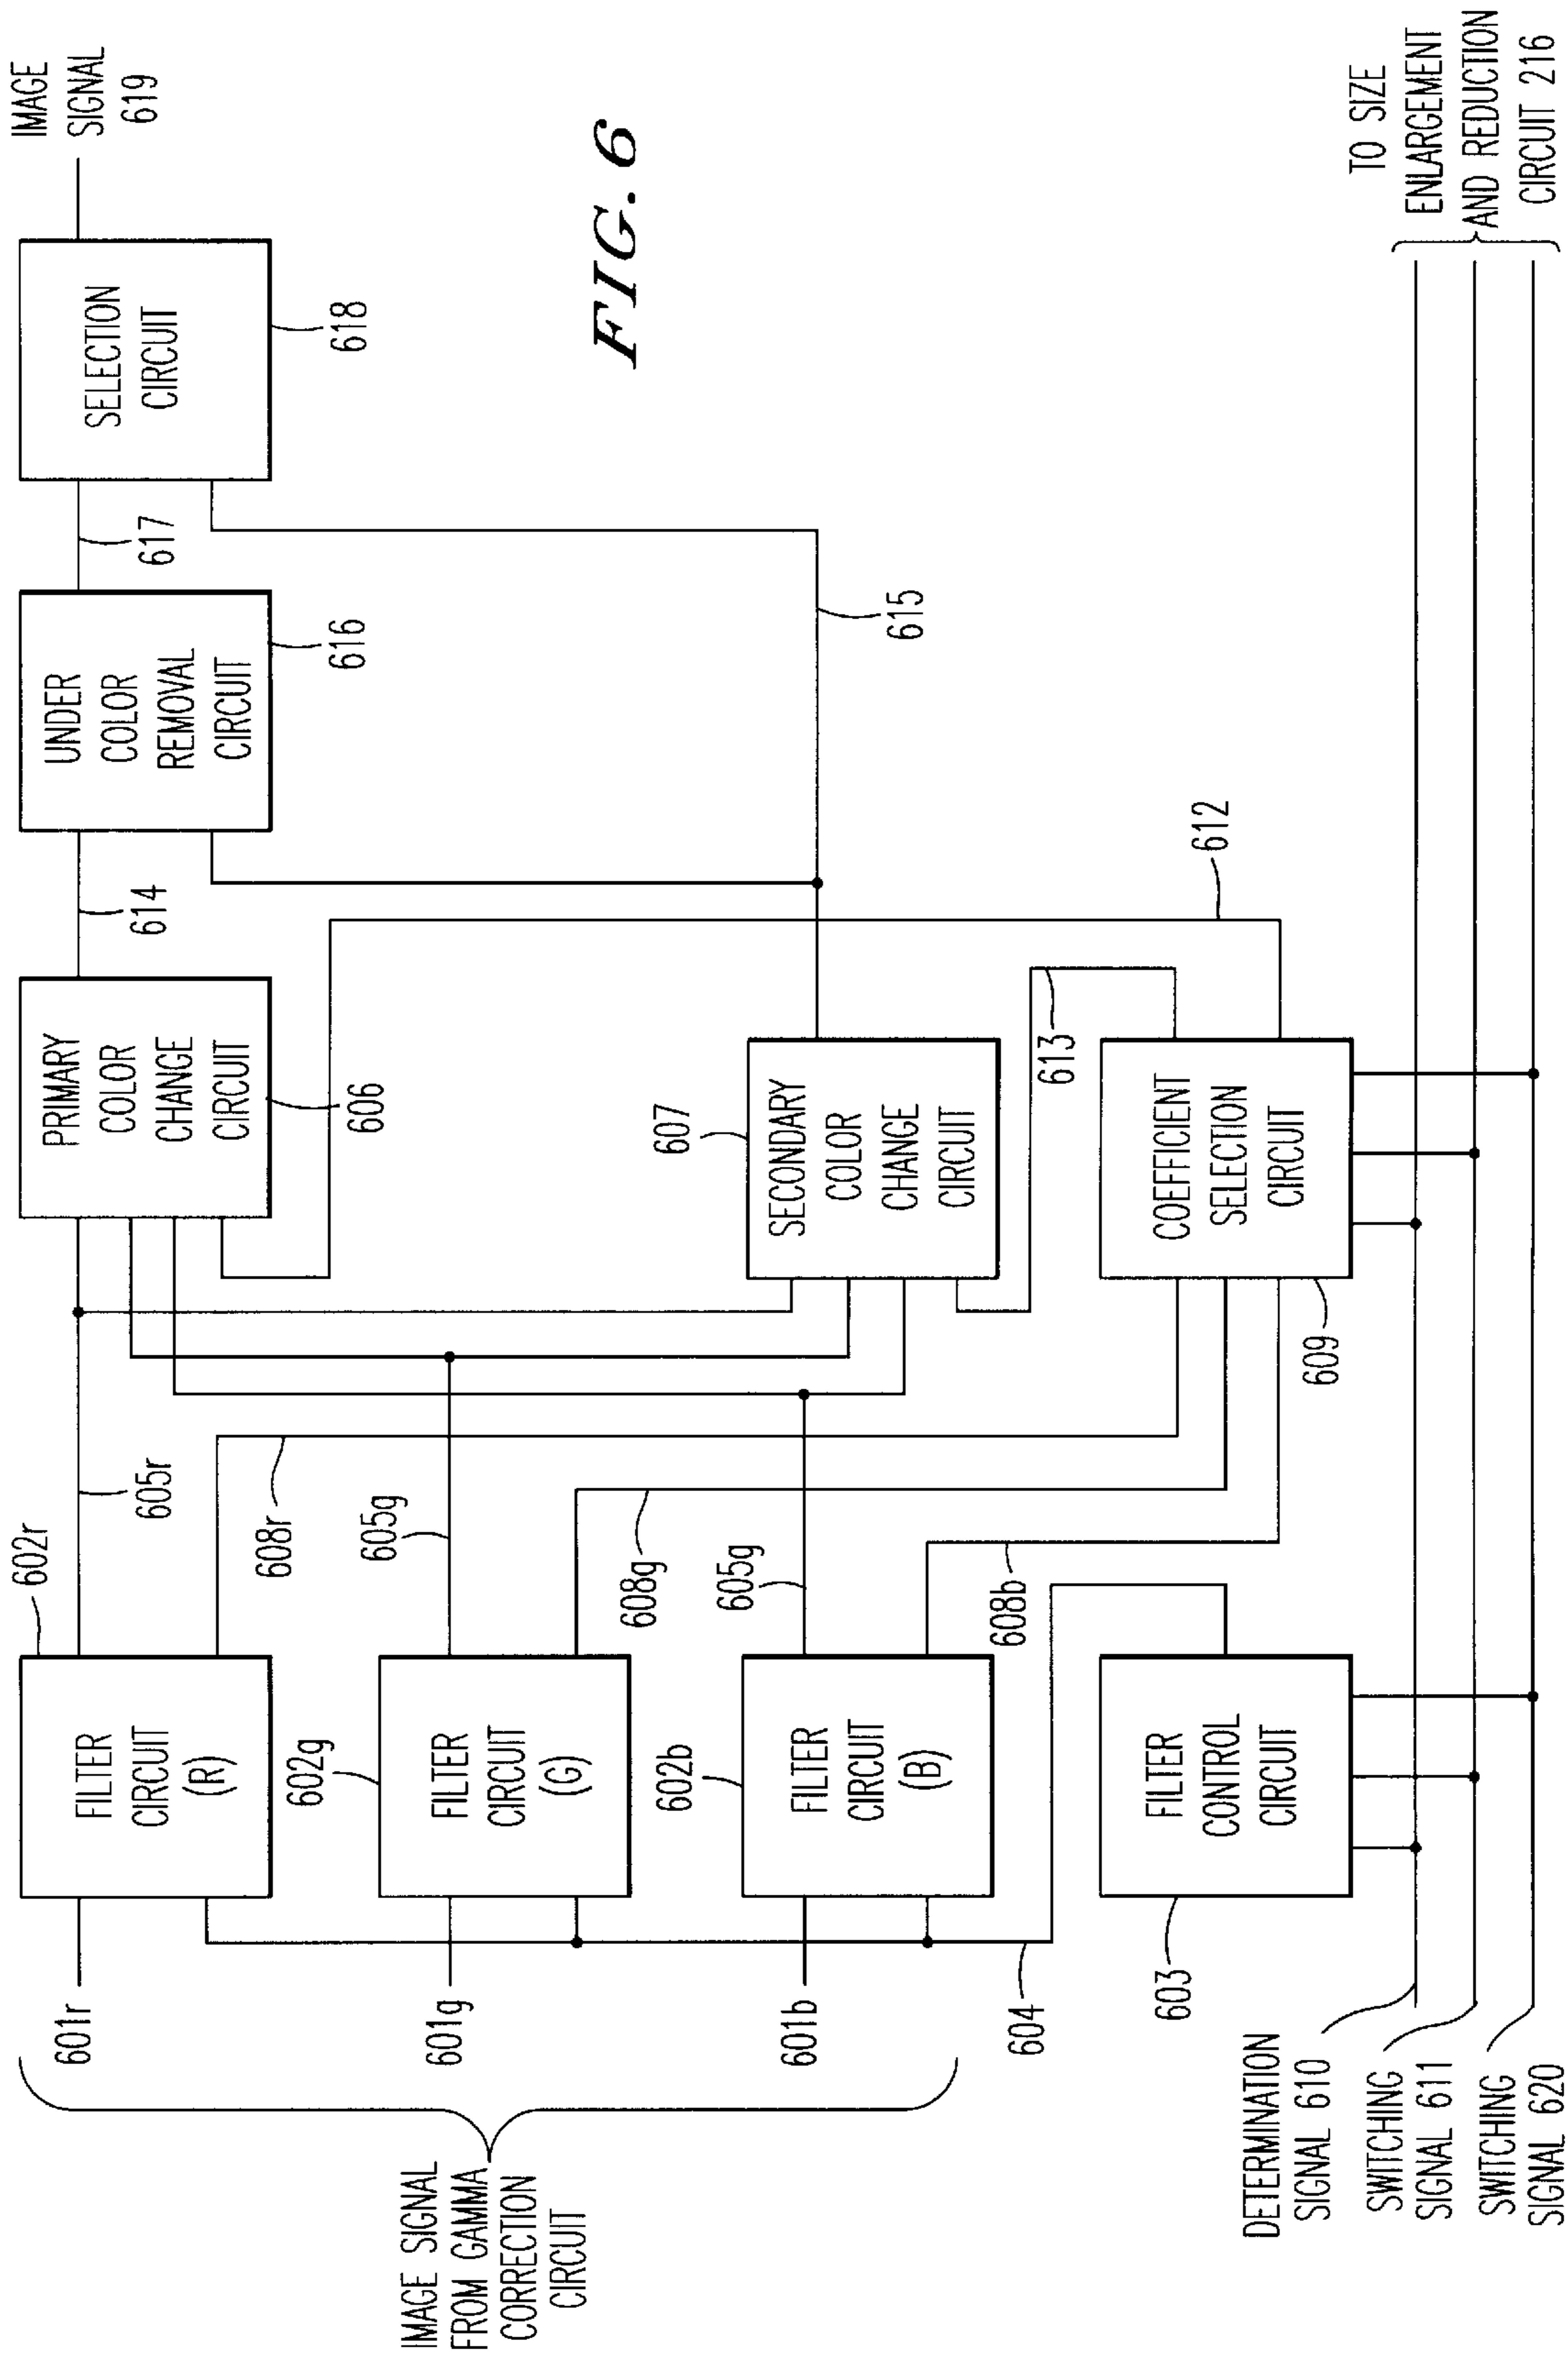 IMAGE SIGNAL
FROM GAMMA
CORRECTION
CIRCUIT
601r
601g
601b
FILTER
CIRCUIT
(R)
602r
602g
FILTER
CIRCUIT
(G)
602b
FILTER
CIRCUIT
(B)
604
603
FILTER
CONTROL
CIRCUIT
605r
608r
605g
608g
605g
608b
PRIMARY
COLOR
CHANGE
CIRCUIT
606
607
SECONDARY
COLOR
CHANGE
CIRCUIT
613
COEFFICIENT
SELECTION
CIRCUIT
609
612
614
UNDER
COLOR
REMOVAL
CIRCUIT
616
615
617
SELECTION
CIRCUIT
618
IMAGE
SIGNAL
619
DETERMINATION
SIGNAL 610
SWITCHING
SIGNAL 611
SWITCHING
SIGNAL 620
TO SIZE
ENLARGEMENT
AND REDUCTION
CIRCUIT 216
FIG. 6